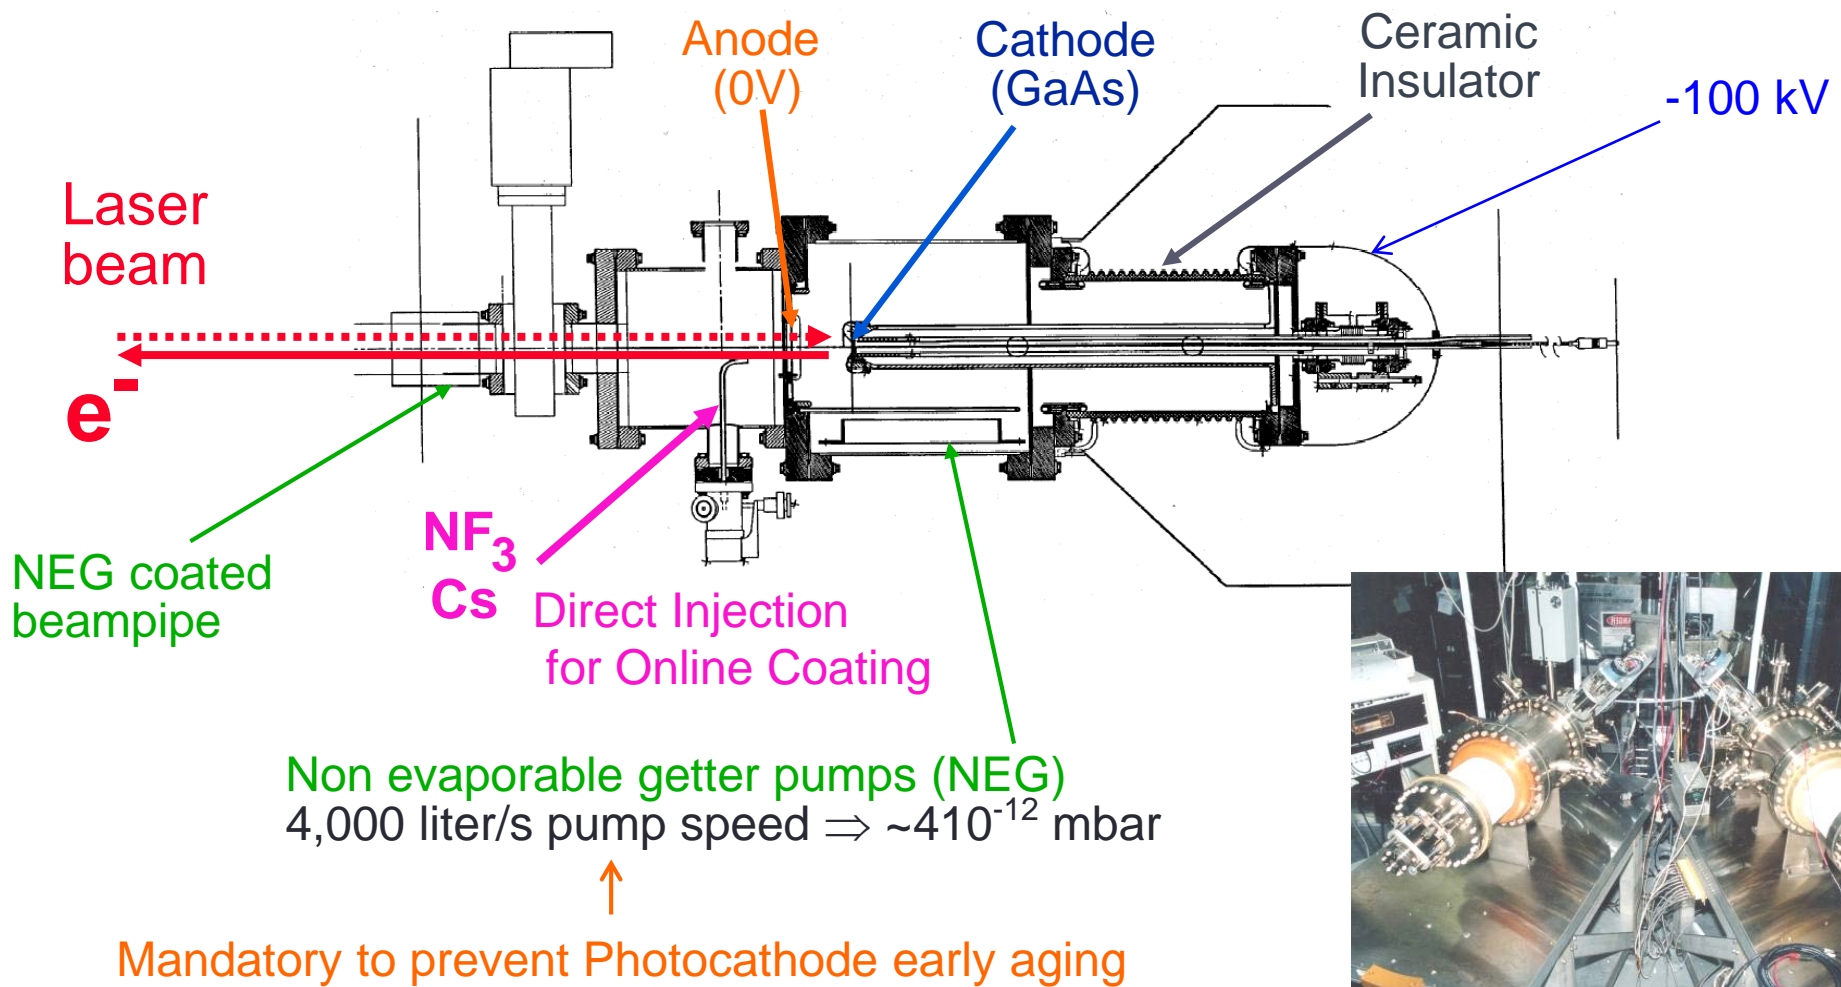 Anode
(0V)
Cathode
(GaAs)
Ceramic
Insulator
-100 kV
Laser
beam
e-
NEG coated
beampipe
NF3
Cs
Direct Injection
for Online Coating
Non evaporable getter pumps (NEG)
4,000 liter/s pump speed ⇒ ~410-12 mbar
Mandatory to prevent Photocathode early aging